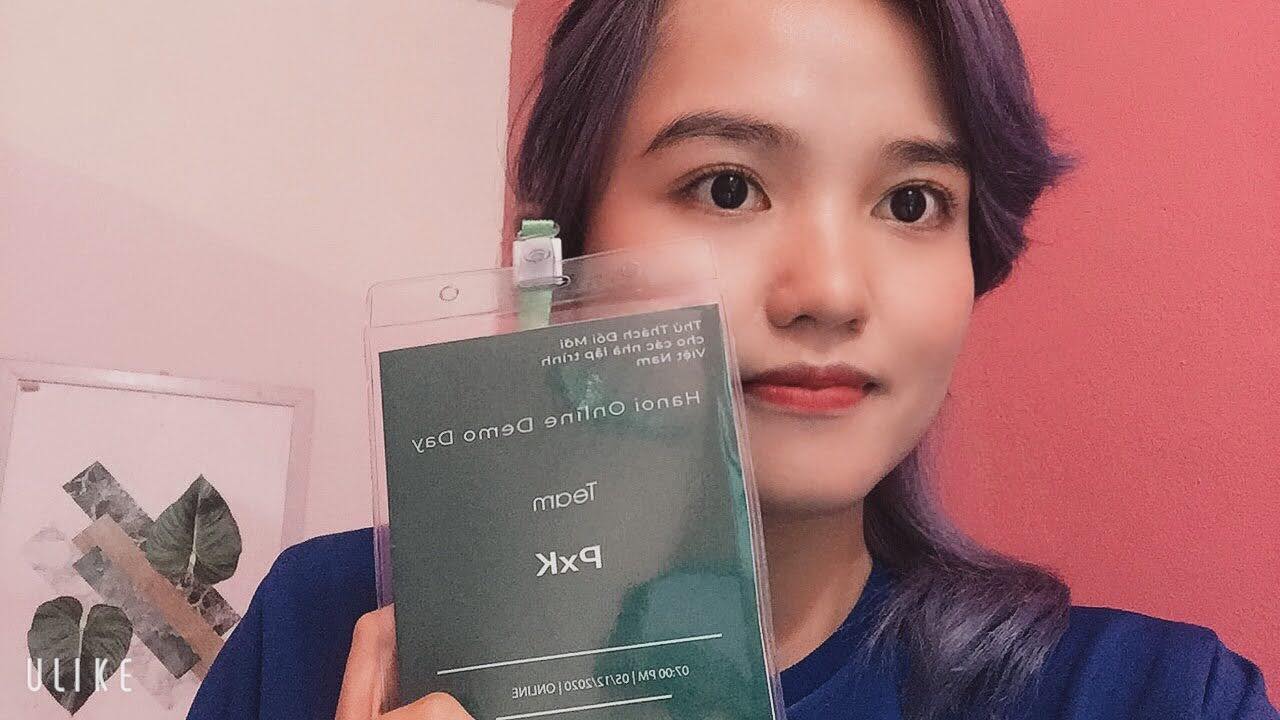 Thử Thách Đổi Mới
cho các nhà lập trình
Việt Nam
Hanoi Online Demo Day
Team
PxK
07:00 PM | 05/12/2020 | ONLINE
ULIKE